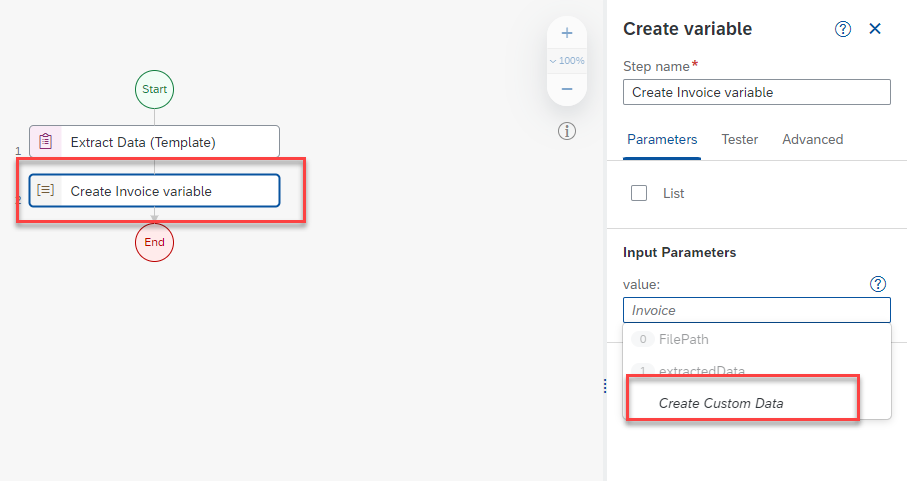 Start
1
Extract Data (Template)
2
Create Invoice variable
End
100%
Create variable
Step name*
Create Invoice variable
Parameters
Tester
Advanced
List
Input Parameters
value:
Invoice
0 FilePath
1 extractedData
Create Custom Data